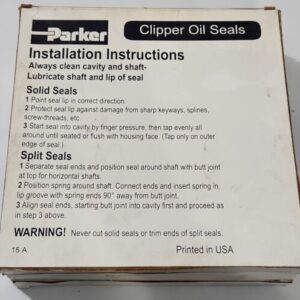 Parker
Clipper Oil Seals
Installation Instructions
Always clean cavity and shaft-
Lubricate shaft and lip of seal
Solid Seals
1 Point seal lip in correct direction.
2 Protect seal lip against damage from sharp keyways, splines,
screw-threads, etc.
3 Start seal into cavity by finger pressure, then tap evenly all
around until seated or flush with housing face. (Tap only on outer
edge of seal.)
Split Seals
1 Separate seal ends and position seal around shaft with butt joint
at top for horizontal shafts.
2 Position spring around shaft. Connect ends and insert spring in
lip groove with spring ends 90° away from butt joint.
3 Align seal ends, starting butt joint into cavity first and proceed as
in step 3 above.
WARNING! Never cut solid seals or trim ends of split seals.
15 A
Printed in USA